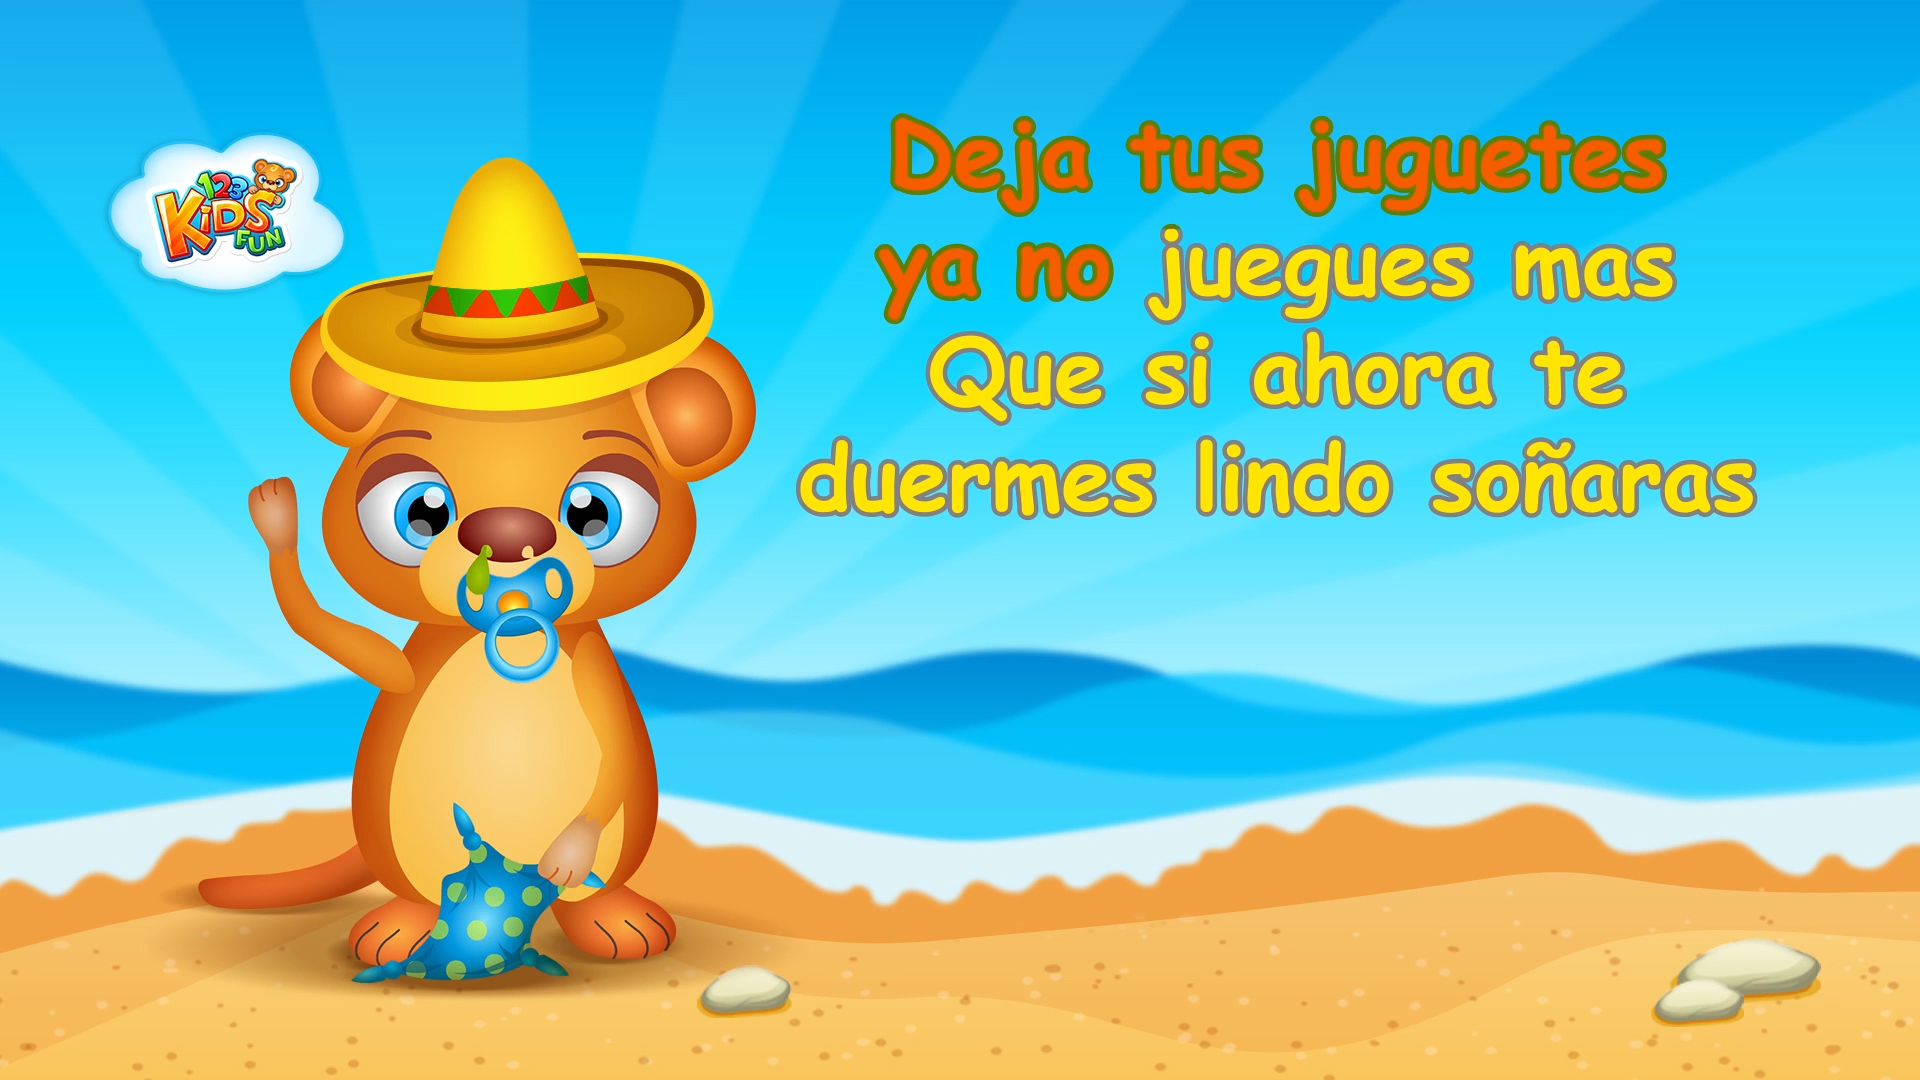 123
KiDS
FUN
Deja tus juguetes
ya no juegues mas
Que si ahora te
duermes lindo soñaras